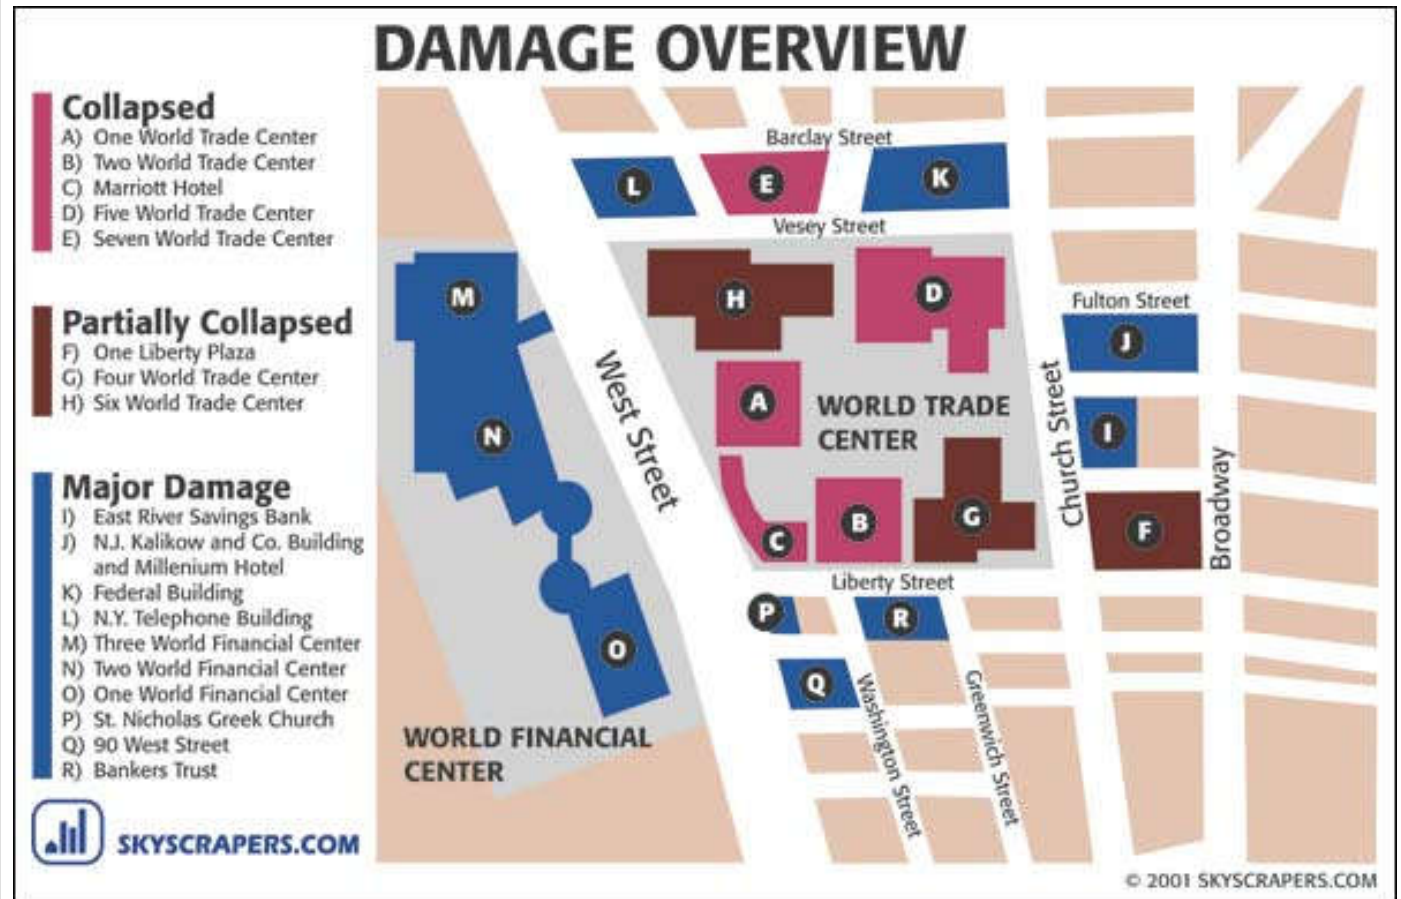 DAMAGE OVERVIEW
Collapsed
A) One World Trade Center
B) Two World Trade Center
C) Marriott Hotel
D) Five World Trade Center
E) Seven World Trade Center
Partially Collapsed
F) One Liberty Plaza
G) Four World Trade Center
H) Six World Trade Center
Major Damage
I) East River Savings Bank
J) N.J. Kalikow and Co. Building
and Millenium Hotel
K) Federal Building
L) N.Y. Telephone Building
M) Three World Financial Center
N) Two World Financial Center
O) One World Financial Center
P) St. Nicholas Greek Church
Q) 90 West Street
R) Bankers Trust
SKYSCRAPERS.COM
Barclay Street
L
E
K
Vesey Street
M
H
D
Fulton Street
J
West Street
A
WORLD TRADE
CENTER
Church Street
I
N
Broadway
C
B
G
F
Liberty Street
P
R
O
Q
Washington Street
Greenwich Street
WORLD FINANCIAL
CENTER
© 2001 SKYSCRAPERS.COM